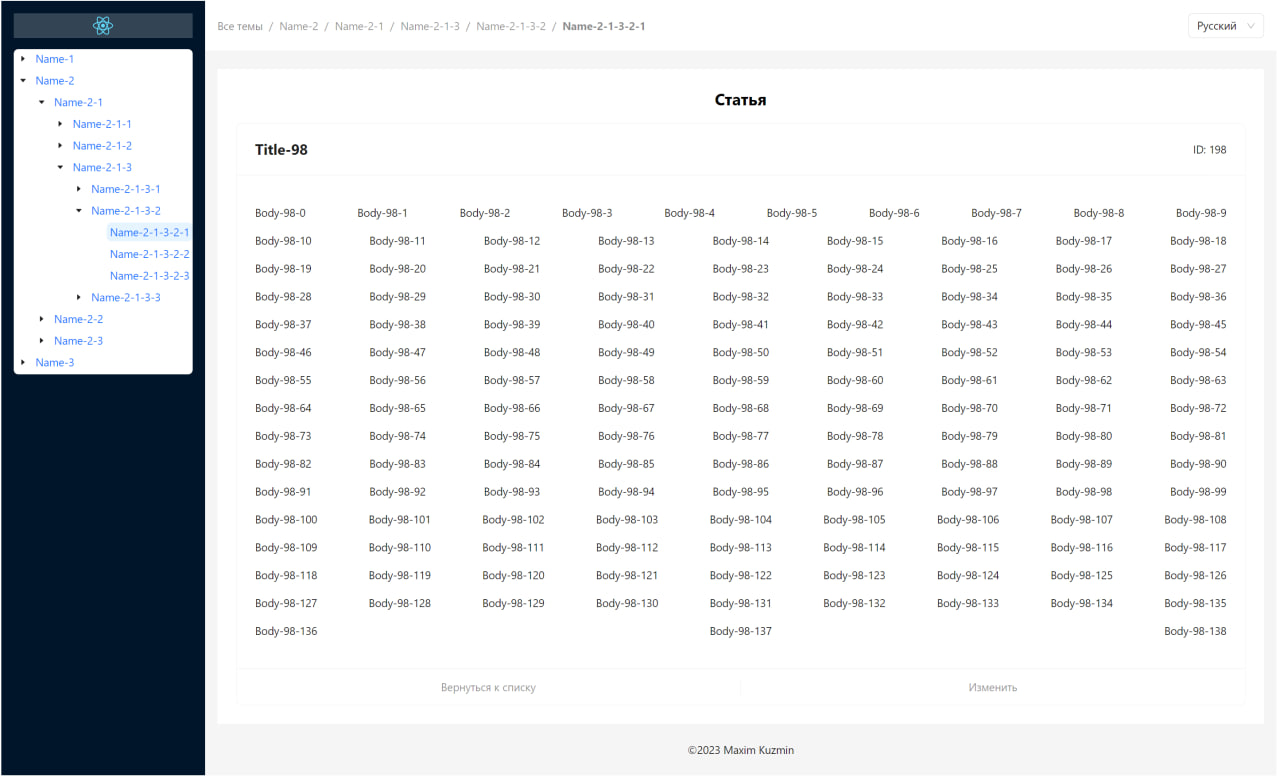 Name-1
Name-2
Name-2-1
Name-2-1-1
Name-2-1-2
Name-2-1-3
Name-2-1-3-1
Name-2-1-3-2
Name-2-1-3-2-1
Name-2-1-3-2-2
Name-2-1-3-2-3
Name-2-1-3-3
Name-2-2
Name-2-3
Name-3
Все темы / Name-2 / Name-2-1 / Name-2-1-3 / Name-2-1-3-2 / Name-2-1-3-2-1
Русский
Статья
Title-98 ID: 198
Body-98-0 Body-98-1 Body-98-2 Body-98-3 Body-98-4 Body-98-5 Body-98-6 Body-98-7 Body-98-8 Body-98-9
Body-98-10 Body-98-11 Body-98-12 Body-98-13 Body-98-14 Body-98-15 Body-98-16 Body-98-17 Body-98-18
Body-98-19 Body-98-20 Body-98-21 Body-98-22 Body-98-23 Body-98-24 Body-98-25 Body-98-26 Body-98-27
Body-98-28 Body-98-29 Body-98-30 Body-98-31 Body-98-32 Body-98-33 Body-98-34 Body-98-35 Body-98-36
Body-98-37 Body-98-38 Body-98-39 Body-98-40 Body-98-41 Body-98-42 Body-98-43 Body-98-44 Body-98-45
Body-98-46 Body-98-47 Body-98-48 Body-98-49 Body-98-50 Body-98-51 Body-98-52 Body-98-53 Body-98-54
Body-98-55 Body-98-56 Body-98-57 Body-98-58 Body-98-59 Body-98-60 Body-98-61 Body-98-62 Body-98-63
Body-98-64 Body-98-65 Body-98-66 Body-98-67 Body-98-68 Body-98-69 Body-98-70 Body-98-71 Body-98-72
Body-98-73 Body-98-74 Body-98-75 Body-98-76 Body-98-77 Body-98-78 Body-98-79 Body-98-80 Body-98-81
Body-98-82 Body-98-83 Body-98-84 Body-98-85 Body-98-86 Body-98-87 Body-98-88 Body-98-89 Body-98-90
Body-98-91 Body-98-92 Body-98-93 Body-98-94 Body-98-95 Body-98-96 Body-98-97 Body-98-98 Body-98-99
Body-98-100 Body-98-101 Body-98-102 Body-98-103 Body-98-104 Body-98-105 Body-98-106 Body-98-107 Body-98-108
Body-98-109 Body-98-110 Body-98-111 Body-98-112 Body-98-113 Body-98-114 Body-98-115 Body-98-116 Body-98-117
Body-98-118 Body-98-119 Body-98-120 Body-98-121 Body-98-122 Body-98-123 Body-98-124 Body-98-125 Body-98-126
Body-98-127 Body-98-128 Body-98-129 Body-98-130 Body-98-131 Body-98-132 Body-98-133 Body-98-134 Body-98-135
Body-98-136 Body-98-137 Body-98-138
Вернуться к списку Изменить
©2023 Maxim Kuzmin